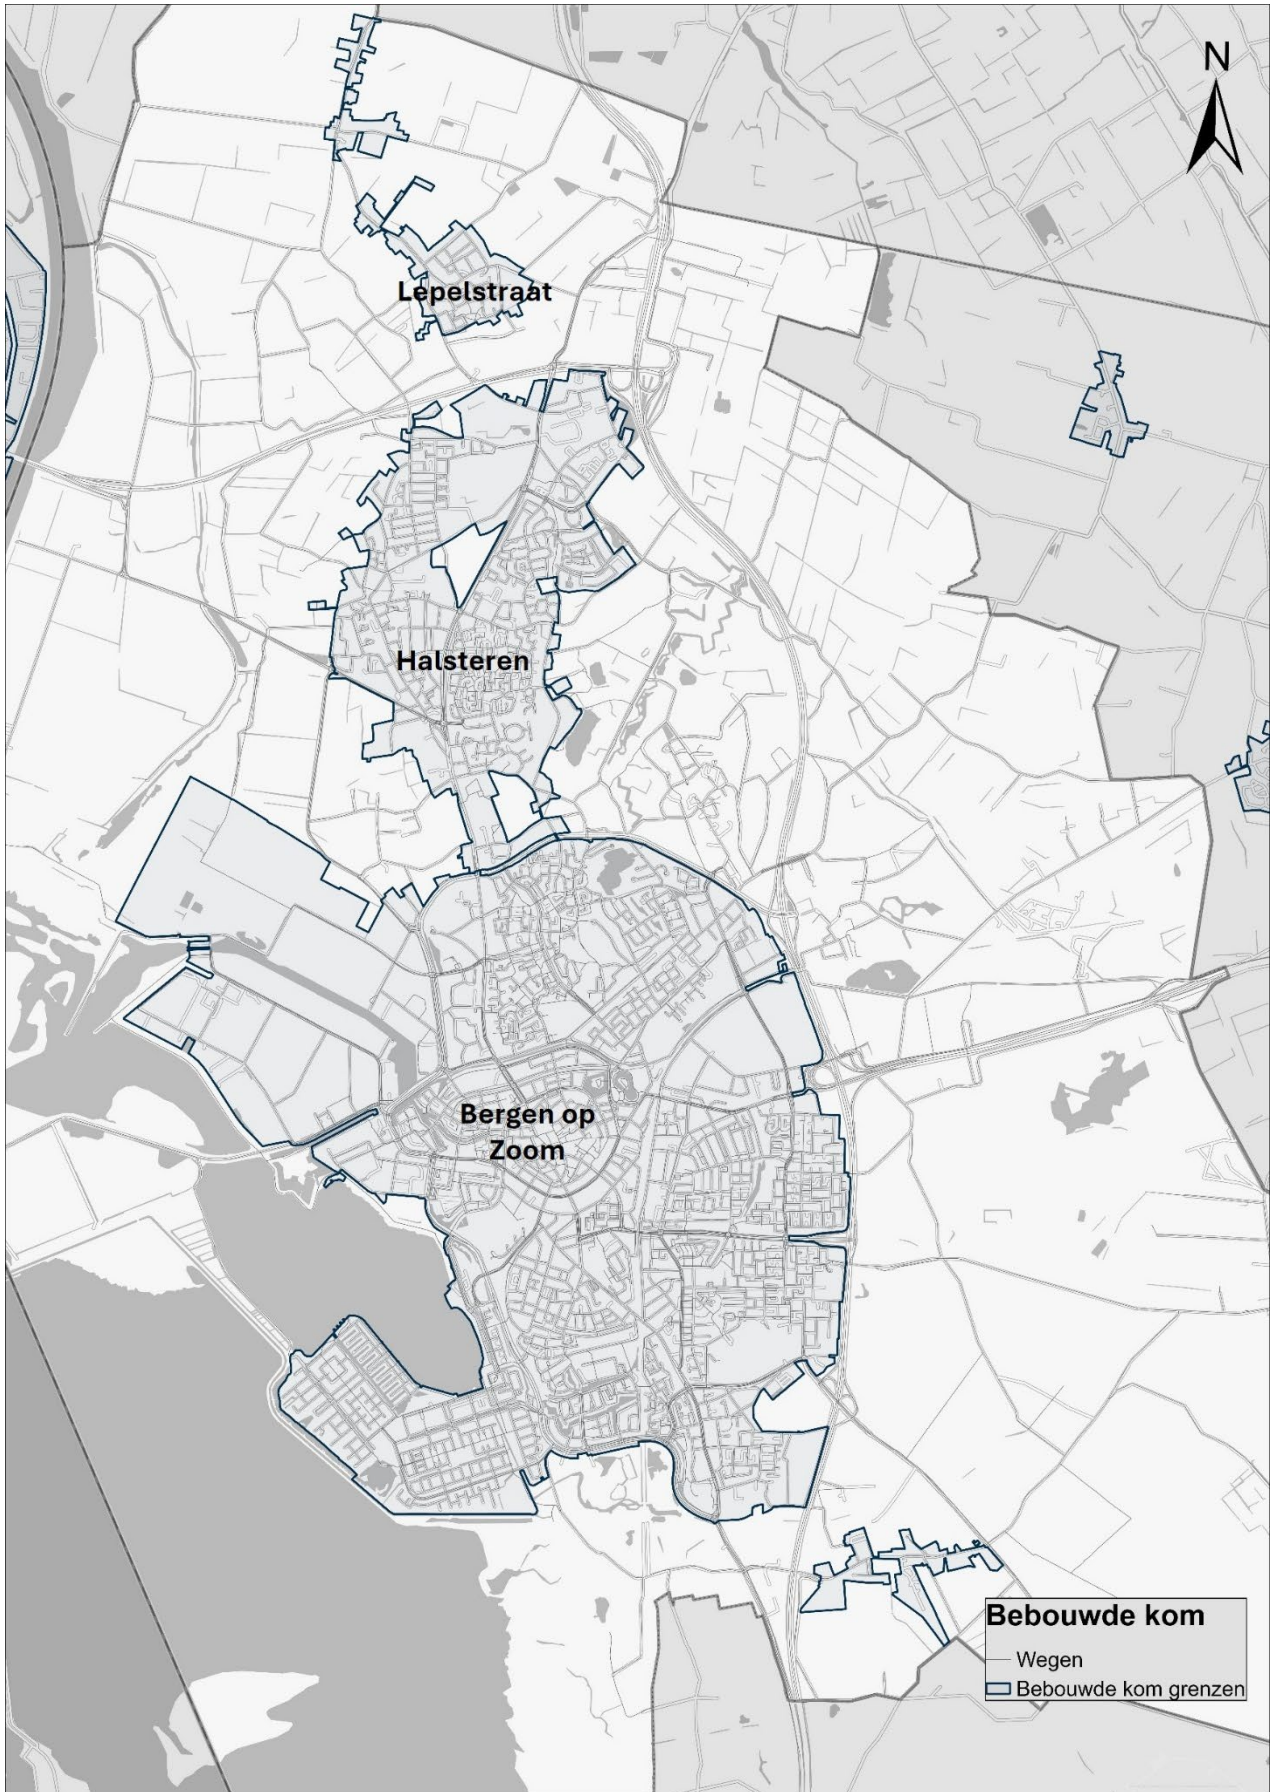 N
Lepelstraat
Halsteren
Bergen op
Zoom
Bebouwde kom
Wegen
Bebouwde kom grenzen